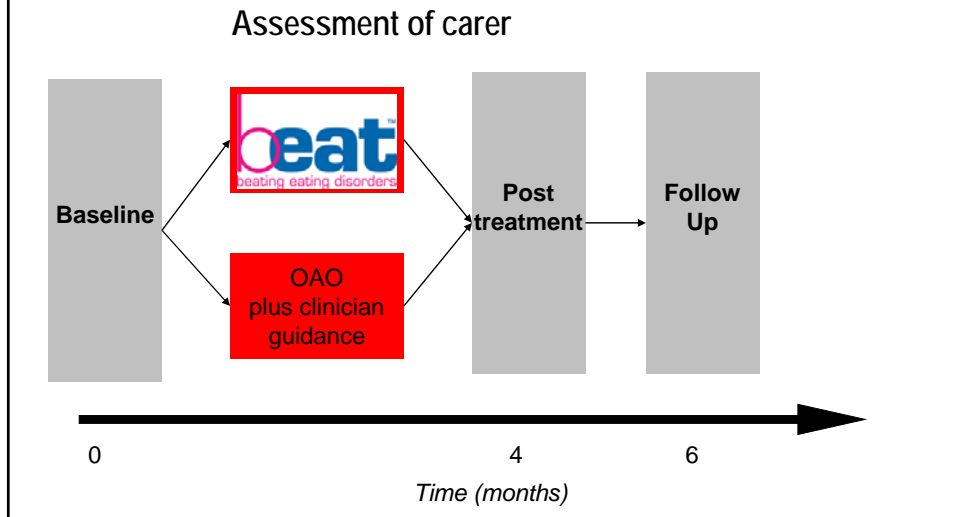 Assessment of carer
Baseline
beat™
beating eating disorders
OAO
plus clinician
guidance
Post
treatment
Follow
Up
0
4
6
Time (months)